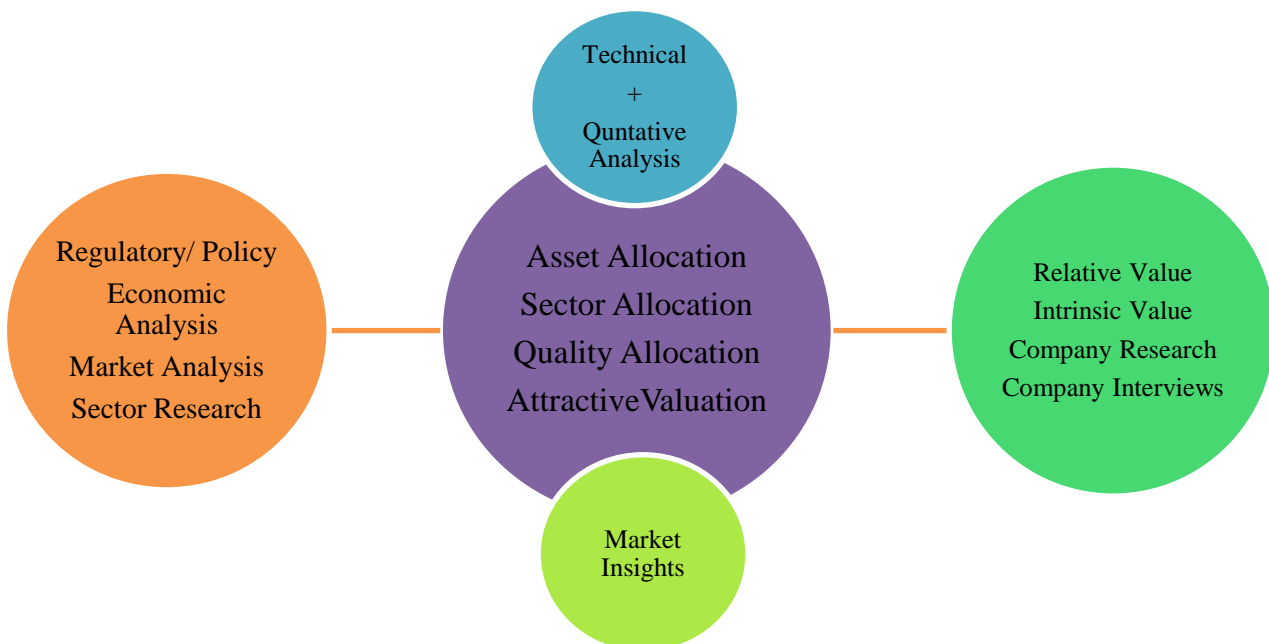 Technical
+
Quntative
Analysis
Regulatory/ Policy
Economic
Analysis
Market Analysis
Sector Research
Asset Allocation
Sector Allocation
Quality Allocation
AttractiveValuation
Relative Value
Intrinsic Value
Company Research
Company Interviews
Market
Insights